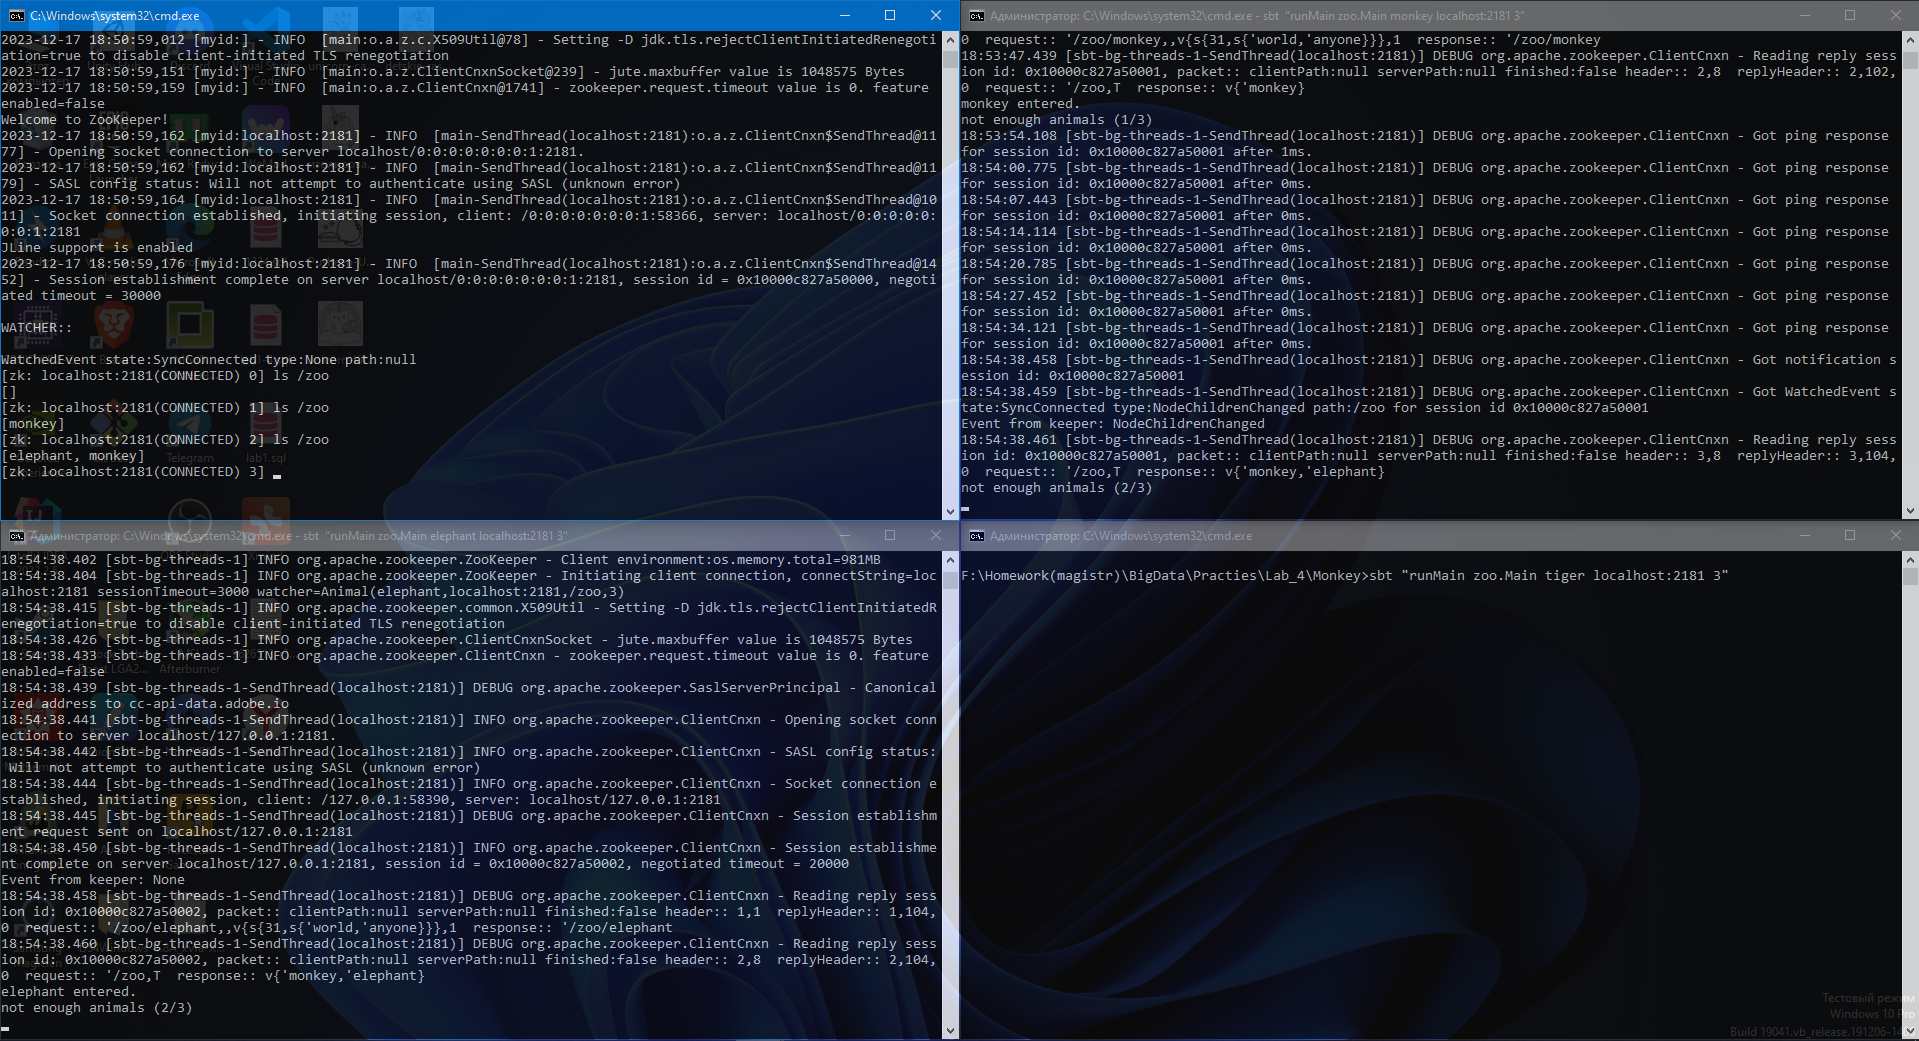 C:\Windows\system32\cmd.exe
2023-12-17 18:50:59,012 [myid:] - INFO  [main:o.a.z.c.X509Util@78] - Setting -D jdk.tls.rejectClientInitiatedRenegoti
ation=true to disable client-initiated TLS renegotiation
2023-12-17 18:50:59,151 [myid:] - INFO  [main:o.a.z.ClientCnxnSocket@239] - jute.maxbuffer value is 1048575 Bytes
2023-12-17 18:50:59,159 [myid:] - INFO  [main:o.a.z.ClientCnxn@1741] - zookeeper.request.timeout value is 0. feature
enabled=false
Welcome to ZooKeeper!
2023-12-17 18:50:59,162 [myid:localhost:2181] - INFO  [main-SendThread(localhost:2181):o.a.z.ClientCnxn$SendThread@11
77] - Opening socket connection to server localhost/0:0:0:0:0:0:0:1:2181.
2023-12-17 18:50:59,162 [myid:localhost:2181] - INFO  [main-SendThread(localhost:2181):o.a.z.ClientCnxn$SendThread@11
79] - SASL config status: Will not attempt to authenticate using SASL (unknown error)
2023-12-17 18:50:59,164 [myid:localhost:2181] - INFO  [main-SendThread(localhost:2181):o.a.z.ClientCnxn$SendThread@10
11] - Socket connection established, initiating session, client: /0:0:0:0:0:0:0:1:58366, server: localhost/0:0:0:0:0:
0:0:1:2181
JLine support is enabled
2023-12-17 18:50:59,176 [myid:localhost:2181] - INFO  [main-SendThread(localhost:2181):o.a.z.ClientCnxn$SendThread@14
52] - Session establishment complete on server localhost/0:0:0:0:0:0:0:1:2181, session id = 0x10000c827a50000, negoti
ated timeout = 30000
WATCHER::
WatchedEvent state:SyncConnected type:None path:null
[zk: localhost:2181(CONNECTED) 0] ls /zoo
[]
[zk: localhost:2181(CONNECTED) 1] ls /zoo
[monkey]
[zk: localhost:2181(CONNECTED) 2] ls /zoo
[elephant, monkey]
[zk: localhost:2181(CONNECTED) 3]
Telegram
lab1.sql
Администратор: C:\Windows\system32\cmd.exe - sbt  "runMain zoo.Main monkey localhost:2181 3"
0  request:: '/zoo/monkey,,v{s{31,s{'world,'anyone}}},1  response:: '/zoo/monkey
18:53:47.439 [sbt-bg-threads-1-SendThread(localhost:2181)] DEBUG org.apache.zookeeper.ClientCnxn - Reading reply sess
ion id: 0x10000c827a50001, packet:: clientPath:null serverPath:null finished:false header:: 2,8  replyHeader:: 2,102,
0  request:: '/zoo,T  response:: v{'monkey}
monkey entered.
not enough animals (1/3)
18:53:54.108 [sbt-bg-threads-1-SendThread(localhost:2181)] DEBUG org.apache.zookeeper.ClientCnxn - Got ping response
for session id: 0x10000c827a50001 after 1ms.
18:54:00.775 [sbt-bg-threads-1-SendThread(localhost:2181)] DEBUG org.apache.zookeeper.ClientCnxn - Got ping response
for session id: 0x10000c827a50001 after 0ms.
18:54:07.443 [sbt-bg-threads-1-SendThread(localhost:2181)] DEBUG org.apache.zookeeper.ClientCnxn - Got ping response
for session id: 0x10000c827a50001 after 0ms.
18:54:14.114 [sbt-bg-threads-1-SendThread(localhost:2181)] DEBUG org.apache.zookeeper.ClientCnxn - Got ping response
for session id: 0x10000c827a50001 after 0ms.
18:54:20.785 [sbt-bg-threads-1-SendThread(localhost:2181)] DEBUG org.apache.zookeeper.ClientCnxn - Got ping response
for session id: 0x10000c827a50001 after 0ms.
18:54:27.452 [sbt-bg-threads-1-SendThread(localhost:2181)] DEBUG org.apache.zookeeper.ClientCnxn - Got ping response
for session id: 0x10000c827a50001 after 0ms.
18:54:34.121 [sbt-bg-threads-1-SendThread(localhost:2181)] DEBUG org.apache.zookeeper.ClientCnxn - Got ping response
for session id: 0x10000c827a50001 after 0ms.
18:54:38.458 [sbt-bg-threads-1-SendThread(localhost:2181)] DEBUG org.apache.zookeeper.ClientCnxn - Got notification s
ession id: 0x10000c827a50001
18:54:38.459 [sbt-bg-threads-1-SendThread(localhost:2181)] DEBUG org.apache.zookeeper.ClientCnxn - Got WatchedEvent s
tate:SyncConnected type:NodeChildrenChanged path:/zoo for session id 0x10000c827a50001
Event from keeper: NodeChildrenChanged
18:54:38.461 [sbt-bg-threads-1-SendThread(localhost:2181)] DEBUG org.apache.zookeeper.ClientCnxn - Reading reply sess
ion id: 0x10000c827a50001, packet:: clientPath:null serverPath:null finished:false header:: 3,8  replyHeader:: 3,104,
0  request:: '/zoo,T  response:: v{'monkey,'elephant}
not enough animals (2/3)
Администратор: C:\Windows\system32\cmd.exe - sbt  "runMain zoo.Main elephant localhost:2181 3"
18:54:38.402 [sbt-bg-threads-1] INFO org.apache.zookeeper.ZooKeeper - Client environment:os.memory.total=981MB
18:54:38.404 [sbt-bg-threads-1] INFO org.apache.zookeeper.ZooKeeper - Initiating client connection, connectString=loc
alhost:2181 sessionTimeout=3000 watcher=Animal(elephant,localhost:2181,/zoo,3)
18:54:38.415 [sbt-bg-threads-1] INFO org.apache.zookeeper.common.X509Util - Setting -D jdk.tls.rejectClientInitiatedR
enegotiation=true to disable client-initiated TLS renegotiation
18:54:38.426 [sbt-bg-threads-1] INFO org.apache.zookeeper.ClientCnxnSocket - jute.maxbuffer value is 1048575 Bytes
18:54:38.433 [sbt-bg-threads-1] INFO org.apache.zookeeper.ClientCnxn - zookeeper.request.timeout value is 0. feature
enabled=false
18:54:38.439 [sbt-bg-threads-1-SendThread(localhost:2181)] DEBUG org.apache.zookeeper.SaslServerPrincipal - Canonical
ized address to cc-api-data.adobe.io
18:54:38.441 [sbt-bg-threads-1-SendThread(localhost:2181)] INFO org.apache.zookeeper.ClientCnxn - Opening socket conn
ection to server localhost/127.0.0.1:2181.
18:54:38.442 [sbt-bg-threads-1-SendThread(localhost:2181)] INFO org.apache.zookeeper.ClientCnxn - SASL config status:
 Will not attempt to authenticate using SASL (unknown error)
18:54:38.444 [sbt-bg-threads-1-SendThread(localhost:2181)] INFO org.apache.zookeeper.ClientCnxn - Socket connection e
stablished, initiating session, client: /127.0.0.1:58390, server: localhost/127.0.0.1:2181
18:54:38.445 [sbt-bg-threads-1-SendThread(localhost:2181)] DEBUG org.apache.zookeeper.ClientCnxn - Session establishm
ent request sent on localhost/127.0.0.1:2181
18:54:38.450 [sbt-bg-threads-1-SendThread(localhost:2181)] INFO org.apache.zookeeper.ClientCnxn - Session establishme
nt complete on server localhost/127.0.0.1:2181, session id = 0x10000c827a50002, negotiated timeout = 20000
Event from keeper: None
18:54:38.458 [sbt-bg-threads-1-SendThread(localhost:2181)] DEBUG org.apache.zookeeper.ClientCnxn - Reading reply sess
ion id: 0x10000c827a50002, packet:: clientPath:null serverPath:null finished:false header:: 1,1  replyHeader:: 1,104,
0  request:: '/zoo/elephant,,v{s{31,s{'world,'anyone}}},1  response:: '/zoo/elephant
18:54:38.460 [sbt-bg-threads-1-SendThread(localhost:2181)] DEBUG org.apache.zookeeper.ClientCnxn - Reading reply sess
ion id: 0x10000c827a50002, packet:: clientPath:null serverPath:null finished:false header:: 2,8  replyHeader:: 2,104,
0  request:: '/zoo,T  response:: v{'monkey,'elephant}
elephant entered.
not enough animals (2/3)
Администратор: C:\Windows\system32\cmd.exe
F:\Homework(magistr)\BigData\Practies\Lab_4\Monkey>sbt "runMain zoo.Main tiger localhost:2181 3"
Тестовый режим
Windows 10 Pro
Build 19041.vb_release.191206-14